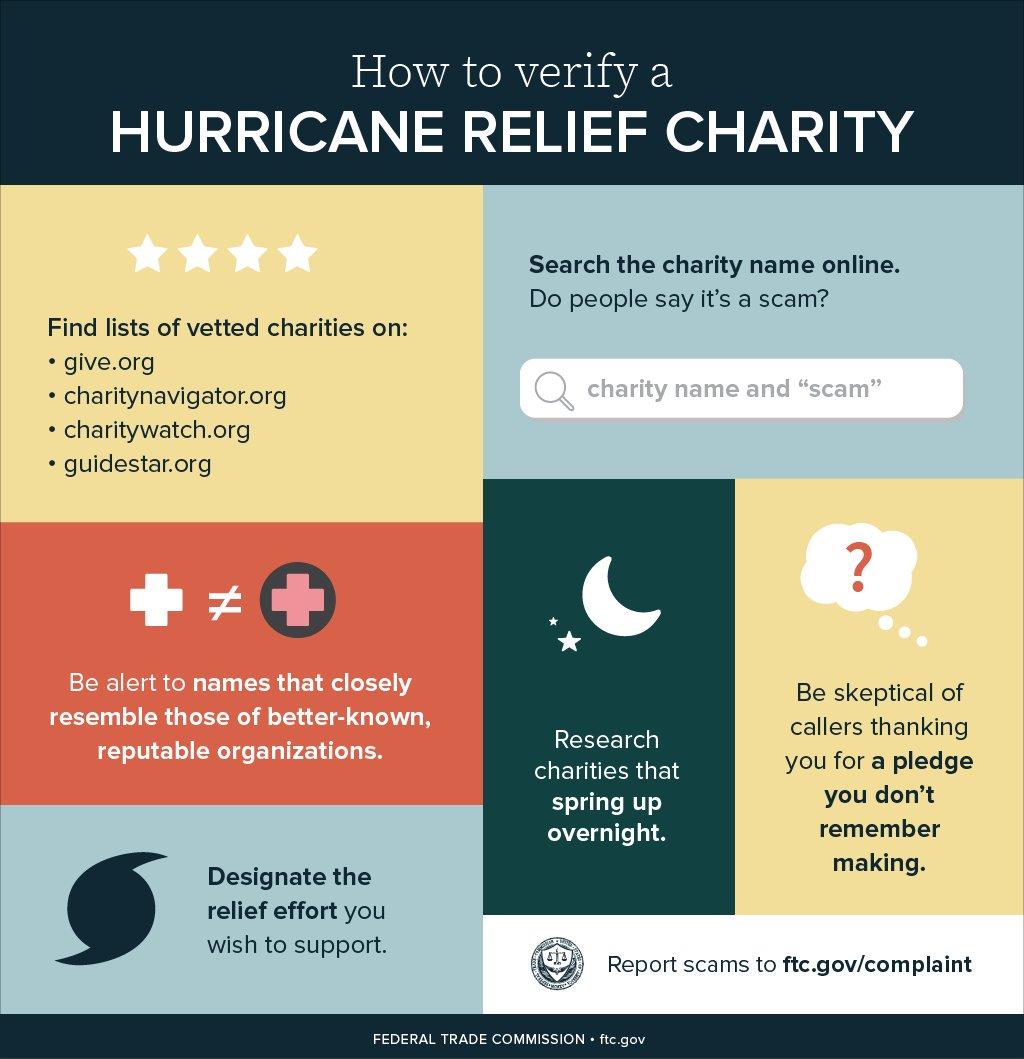 How to verify a
HURRICANE RELIEF CHARITY
Find lists of vetted charities on:
• give.org
• charitynavigator.org
• charitywatch.org
• guidestar.org
Search the charity name online.
Do people say it’s a scam?
charity name and “scam”
≠
Be alert to names that closely
resemble those of better-known,
reputable organizations.
Research
charities that
spring up
overnight.
?
Be skeptical of
callers thanking
you for a pledge
you don’t
remember
making.
Designate the
relief effort you
wish to support.
Report scams to ftc.gov/complaint
FEDERAL TRADE COMMISSION • ftc.gov